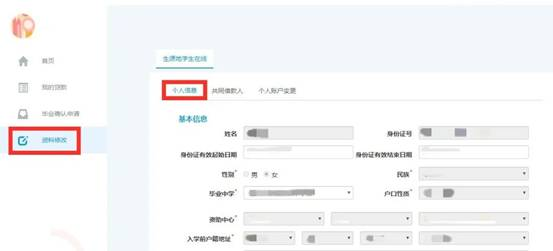 生源地学生在线
首页
我的贷款
毕业确认申请
资料修改
个人信息 共同借款人 个人账户变更
基本信息
姓名 身份证号
身份证有效起始日期 身份证有效结束日期
性别* 男 女 民族*
毕业中学* 户口性质*
资助中心*
入学前户籍地址*